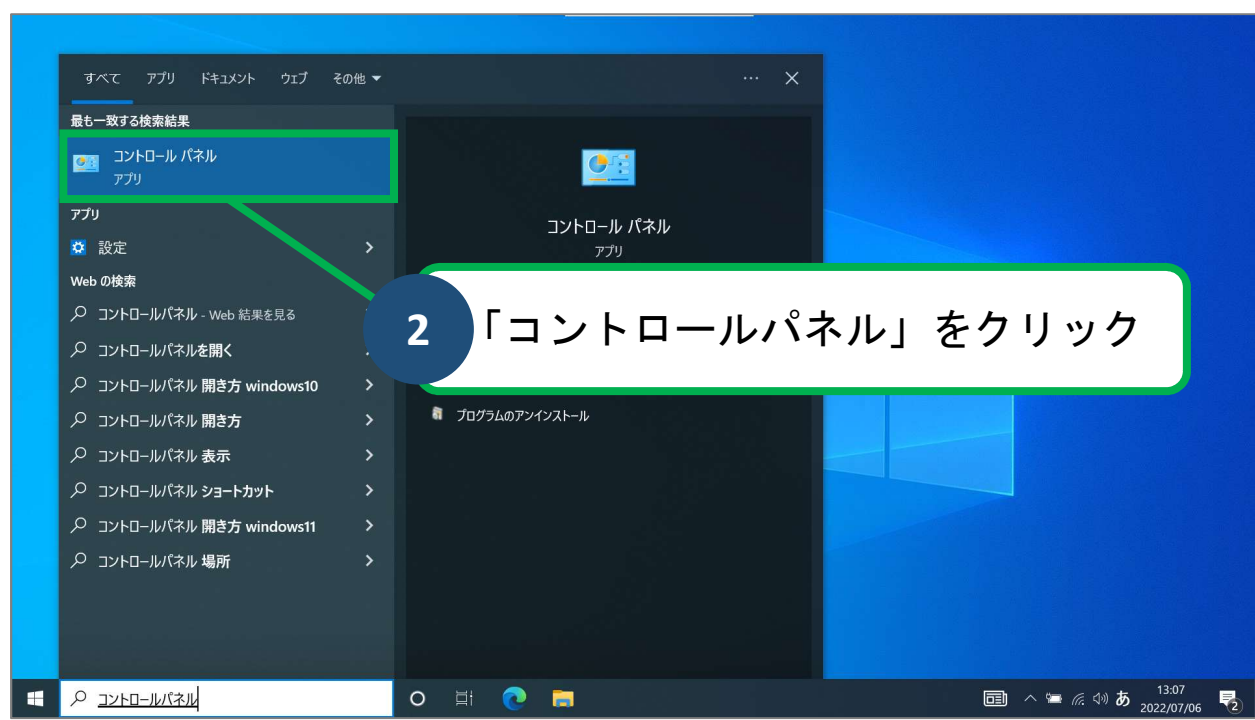 すべて アプリ ドキュメント ウェブ その他
最も一致する検索結果
コントロール パネル
アプリ
アプリ
設定
Web の検索
コントロールパネル - Web 結果を見る
コントロールパネルを開く
コントロールパネル 開き方 windows10
コントロールパネル 開き方
コントロールパネル 表示
コントロールパネル ショートカット
コントロールパネル 開き方 windows11
コントロールパネル 場所
コントロール パネル
アプリ
2 「コントロールパネル」をクリック
プログラムのアンインストール
コントロールパネル
あ
13:07
2022/07/06
2